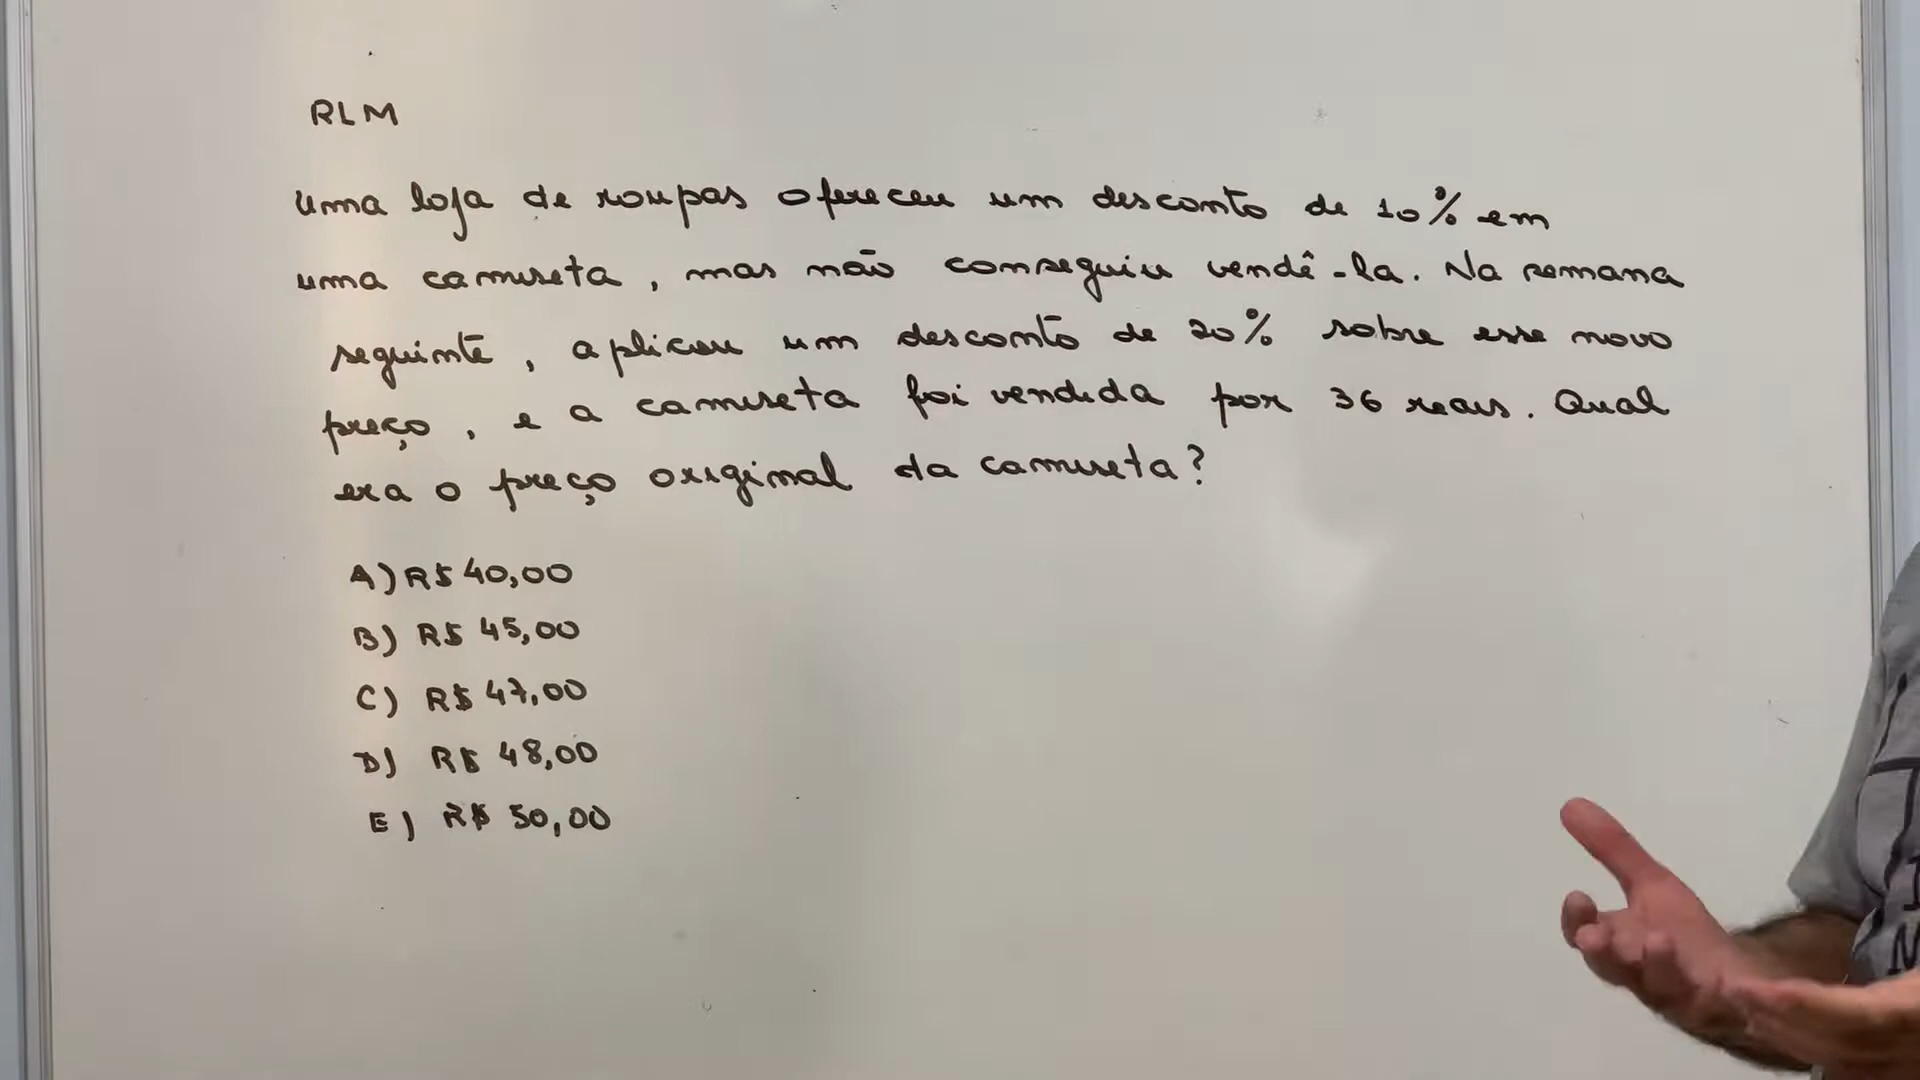 RLM
uma loja de roupas ofereceu um desconto de 10% em
uma camiseta, mas não conseguiu vendê-la. Na semana
seguinte, aplicou um desconto de 20% sobre esse novo
preço, e a camiseta foi vendida por 36 reais. Qual
era o preço original da camiseta?
A) R$ 40,00
B) R$ 45,00
C) R$ 47,00
D) R$ 48,00
E) R$ 50,00